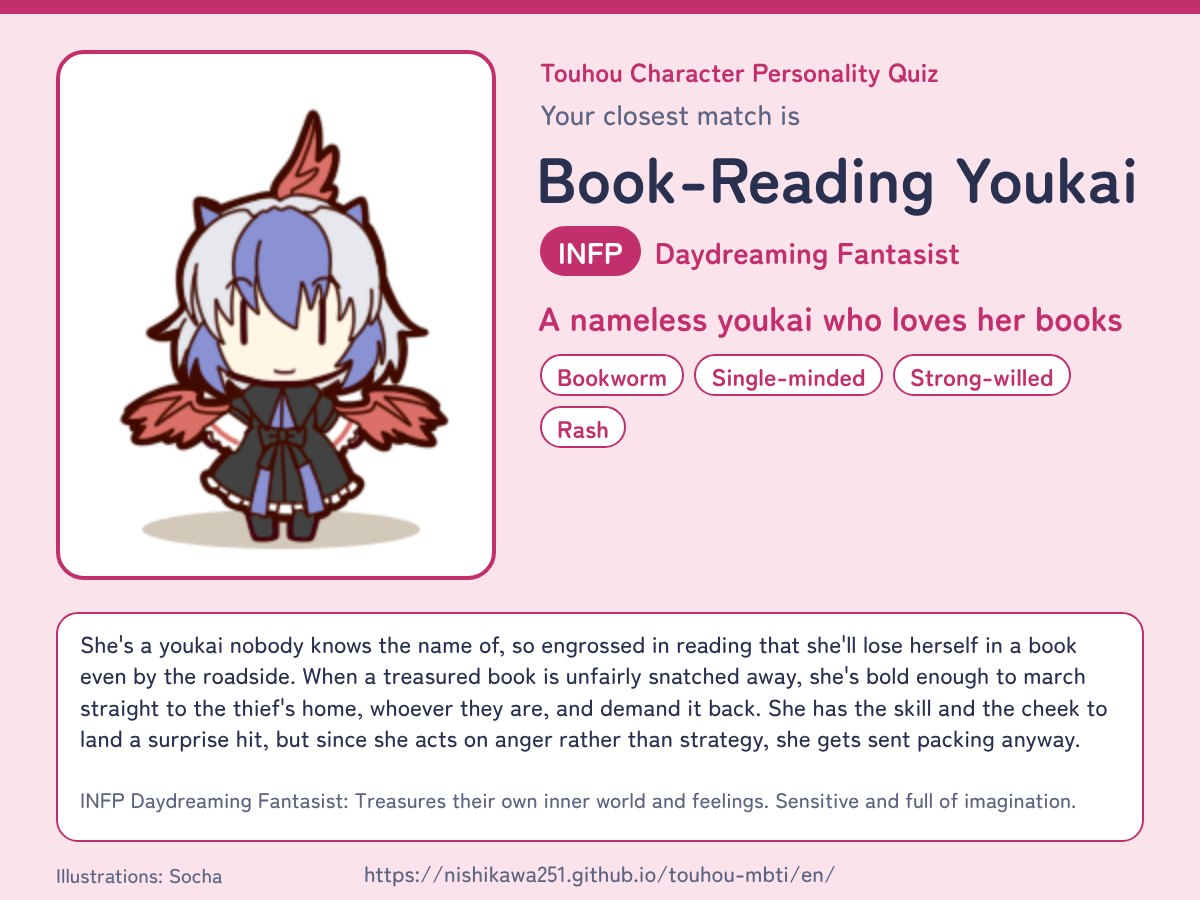 Touhou Character Personality Quiz
Your closest match is
Book-Reading Youkai
INFP Daydreaming Fantasist
A nameless youkai who loves her books
Bookworm Single-minded Strong-willed
Rash
She's a youkai nobody knows the name of, so engrossed in reading that she'll lose herself in a book
even by the roadside. When a treasured book is unfairly snatched away, she's bold enough to march
straight to the thief's home, whoever they are, and demand it back. She has the skill and the cheek to
land a surprise hit, but since she acts on anger rather than strategy, she gets sent packing anyway.
INFP Daydreaming Fantasist: Treasures their own inner world and feelings. Sensitive and full of imagination.
Illustrations: Socha https://nishikawa251.github.io/touhou-mbti/en/